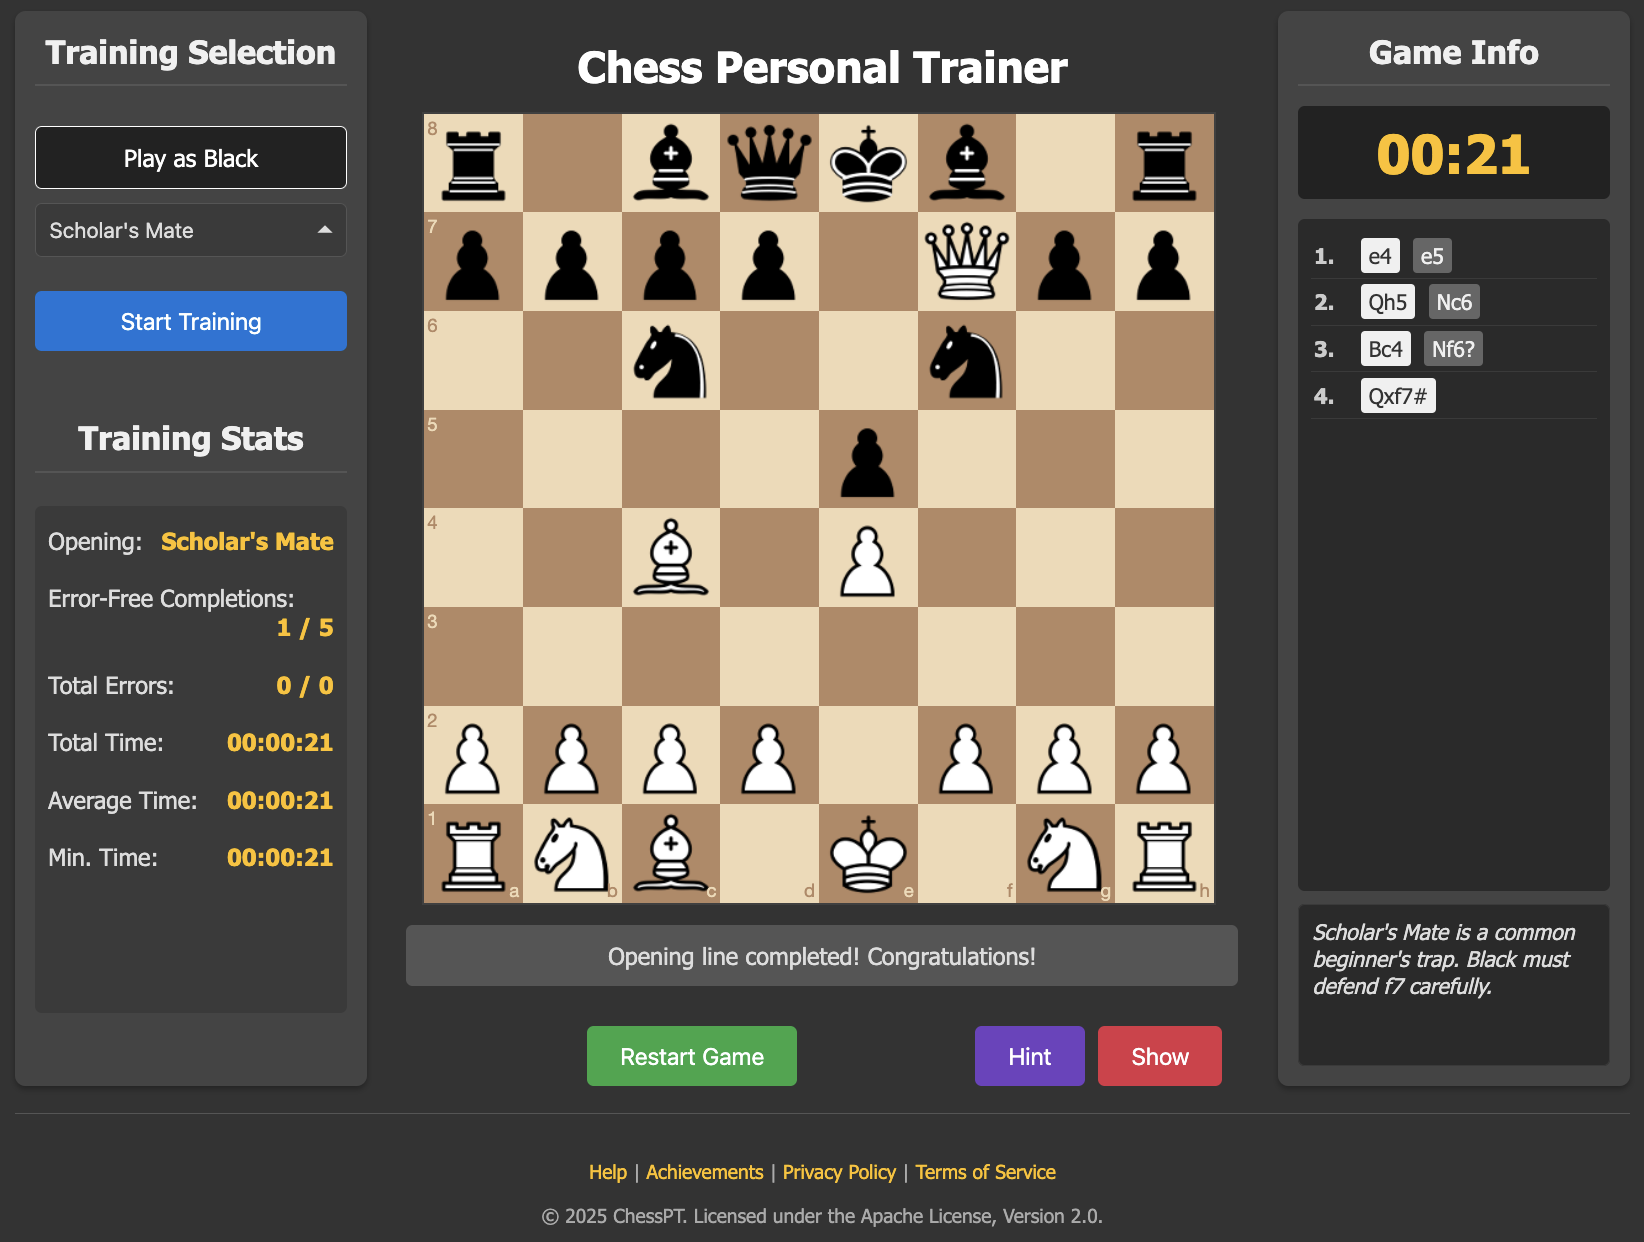 Training Selection
Play as Black
Scholar's Mate
Start Training
Training Stats
Opening: Scholar's Mate
Error-Free Completions:
1 / 5
Total Errors: 0 / 0
Total Time: 00:00:21
Average Time: 00:00:21
Min. Time: 00:00:21
Chess Personal Trainer
8
7
6
5
4
3
2
1
a b c d e f g h
Opening line completed! Congratulations!
Restart Game
Hint
Show
Game Info
00:21
1. e4 e5
2. Qh5 Nc6
3. Bc4 Nf6?
4. Qxf7#
Scholar's Mate is a common
beginner's trap. Black must
defend f7 carefully.
Help | Achievements | Privacy Policy | Terms of Service
© 2025 ChessPT. Licensed under the Apache License, Version 2.0.